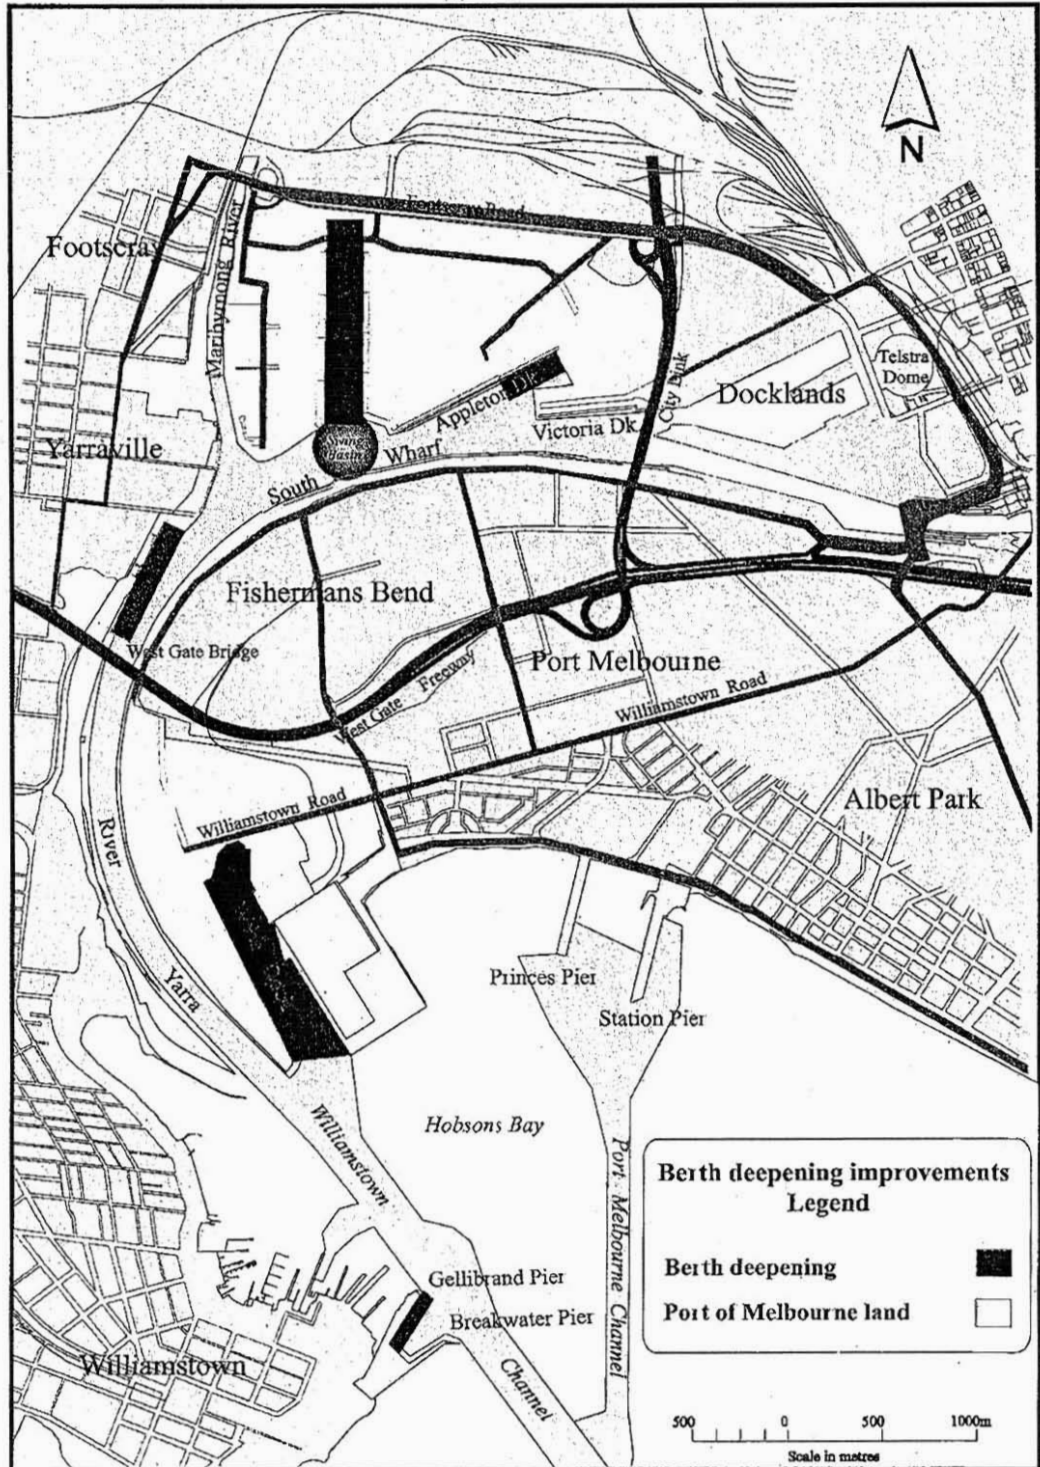 N
Footscray Road
Footscray
Maribyrnong River
Telstra
Dome
City Link
Docklands
Appleton Dk.
Victoria Dk.
Swing
Basin
Yarraville
South Wharf
Fishermans Bend
West Gate Bridge
Port Melbourne
West Gate Freeway
Williamstown Road
Albert Park
Williamstown Road
River
Yarra
Princes Pier
Station Pier
Hobsons Bay
Williamstown
Port Melbourne Channel
Berth deepening improvements
Legend
Berth deepening
Port of Melbourne land
Gellibrand Pier
Breakwater Pier
Williamstown
Channel
500 0 500 1000m
Scale in metres